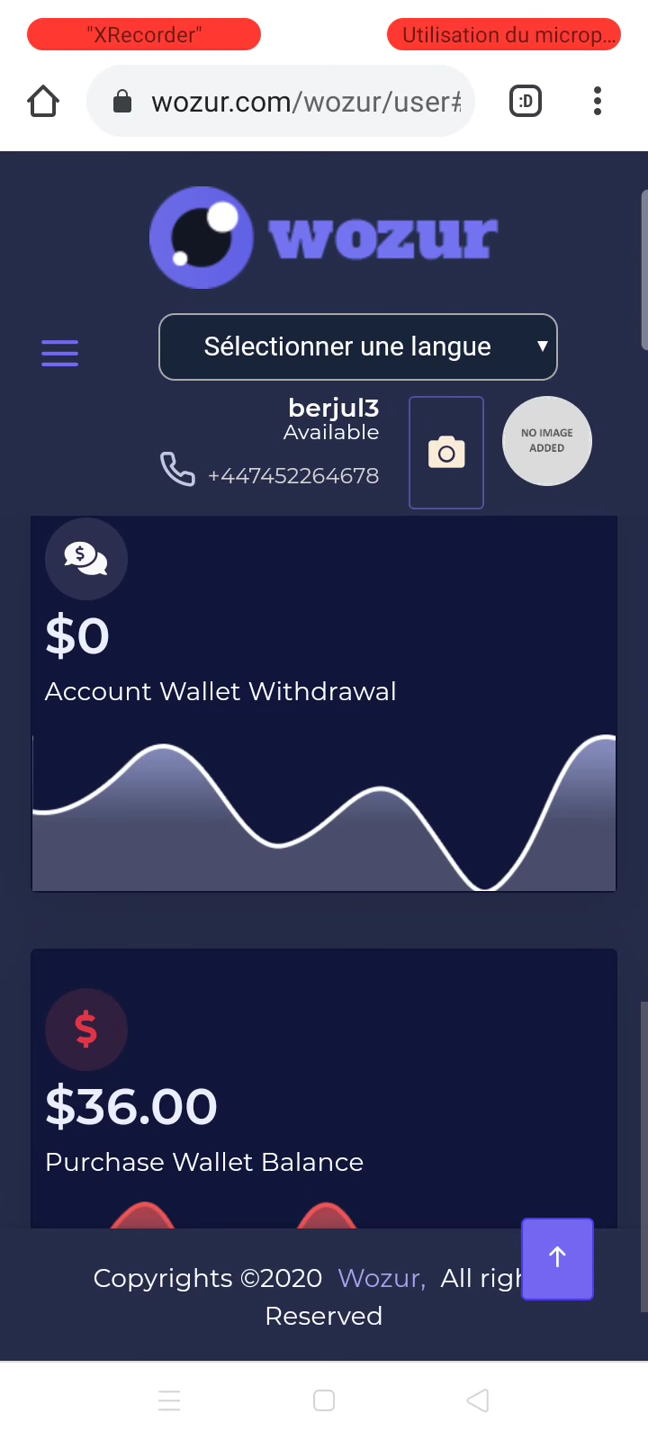 "XRecorder"
Utilisation du microp...
wozur.com/wozur/user#
:D
wozur
Sélectionner une langue
berjul3
Available
+447452264678
NO IMAGE
ADDED
$
$0
Account Wallet Withdrawal
$
$36.00
Purchase Wallet Balance
Copyrights ©2020 Wozur, All
Reserved